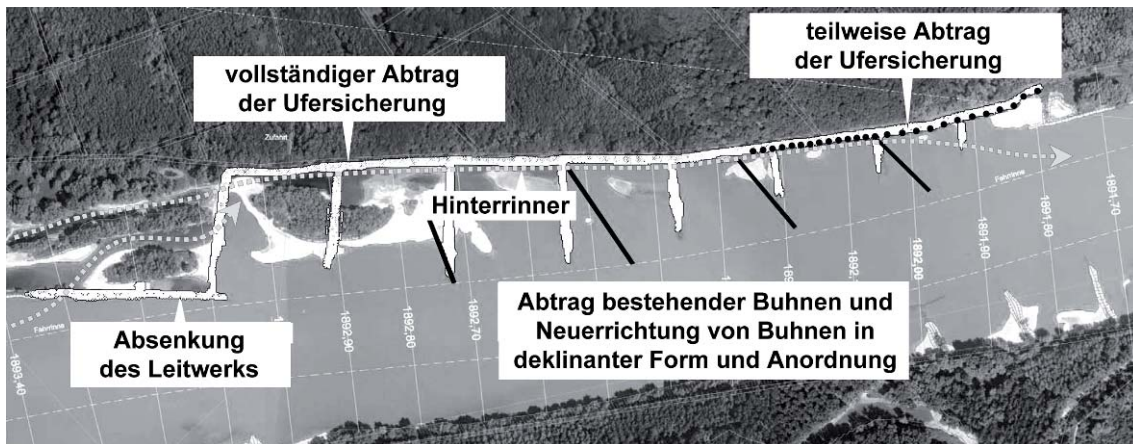 teilweise Abtrag
der Ufersicherung
vollständiger Abtrag
der Ufersicherung
Zufahrt
Hinterrinner
Fahrrinne
Abtrag bestehender Buhnen und
Neuerrichtung von Buhnen in
deklinanter Form und Anordnung
Absenkung
des Leitwerks
Fahrrinne
1893,40
1892,90
1892,80
1892,70
1892,00
1891,90
1891,80
1891,70